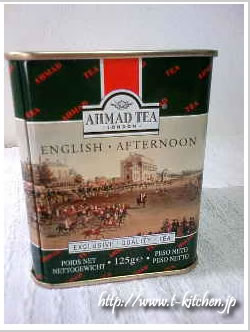 AHMAD TEA
AHMAD TEA
LONDON
ENGLISH • AFTERNOON
EXCLUSIVE QUALITY TEA
POIDS NET
NETTOGEWICHT
125g e
PESO NETO
PESO NETTO
http://www.t-kitchen.jp